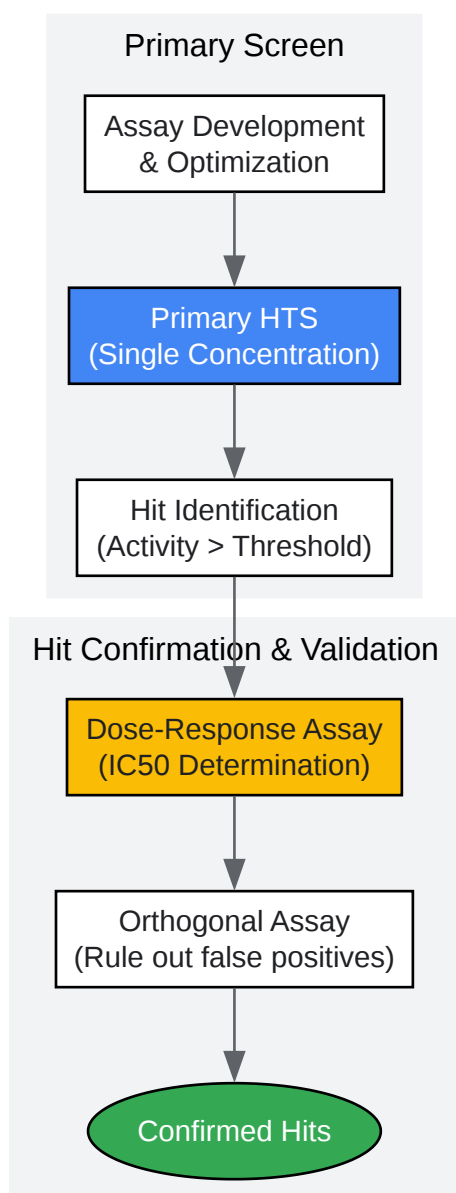 Primary Screen
Assay Development
& Optimization
Primary HTS
(Single Concentration)
Hit Identification
(Activity > Threshold)
Hit Confirmation & Validation
Dose-Response Assay
(IC50 Determination)
Orthogonal Assay
(Rule out false positives)
Confirmed Hits